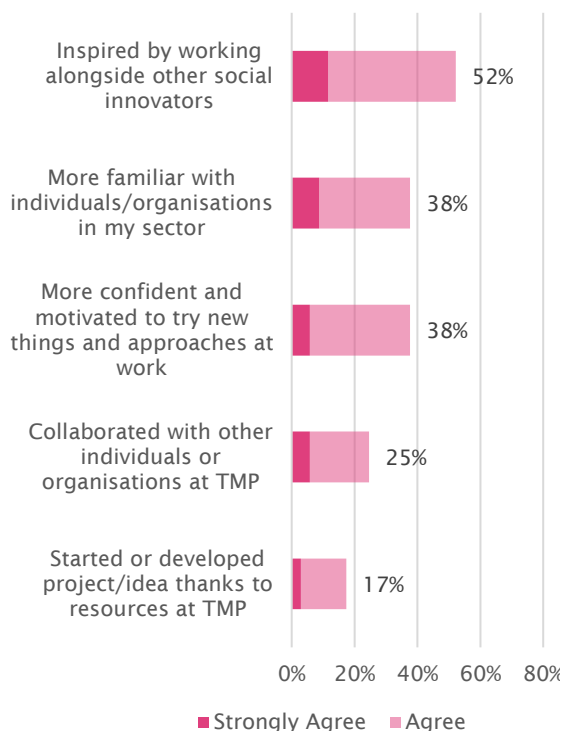 Inspired by working
alongside other social
innovators
52%
More familiar with
individuals/organisations
in my sector
38%
More confident and
motivated to try new
things and approaches at
work
38%
Collaborated with other
individuals or
organisations at TMP
25%
Started or developed
project/idea thanks to
resources at TMP
17%
0% 20% 40% 60% 80%
Strongly Agree Agree